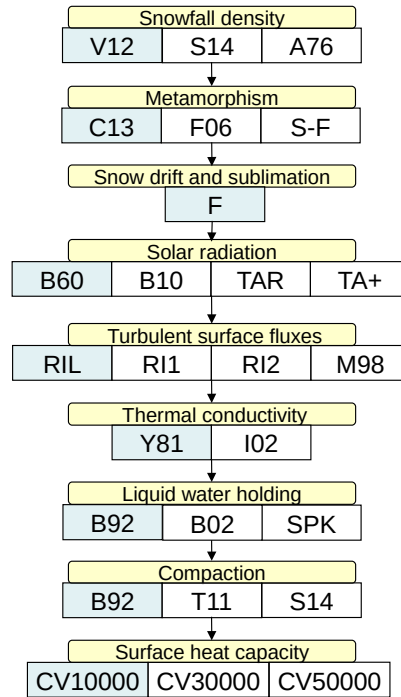 Snowfall density
V12 S14 A76
Metamorphism
C13 F06 S-F
Snow drift and sublimation
F
Solar radiation
B60 B10 TAR TA+
Turbulent surface fluxes
RIL RI1 RI2 M98
Thermal conductivity
Y81 I02
Liquid water holding
B92 B02 SPK
Compaction
B92 T11 S14
Surface heat capacity
CV10000 CV30000 CV50000